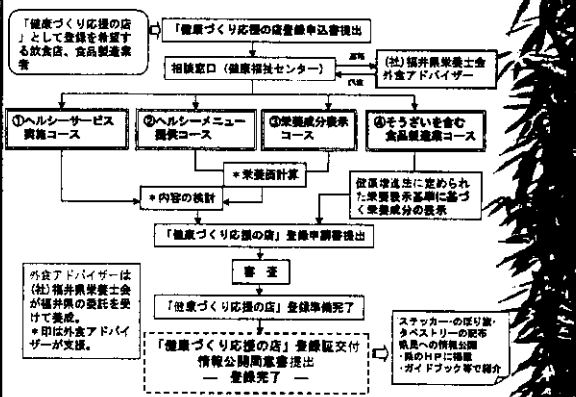 「健康づくり応援の店
」として登録を希望す
る飲食店、食品製造業
者
「健康づくり応援の店登録申込書提出
相談窓口（健康福祉センター）
(社)福井県栄養士会
外食アドバイザー
①ヘルシーサービス
実施コース
②ヘルシーメニュー
提供コース
③栄養成分表示
コース
④そうざいを含む
食品製造業コース
＊栄養価計算
＊内容の検討
健康増進法に定められ
た栄養表示基準に基づ
く栄養成分の表示
「健康づくり応援の店」登録申請書提出
審 査
外食アドバイザーは
(社)福井県栄養士会
が福井県の委託を受
けて養成。
＊印は外食アドバイ
ザーが支援。
「健康づくり応援の店」登録準備完了
「健康づくり応援の店」登録証交付
情報公開同意書提出
― 登録完了 ―
ステッカー・のぼり旗・
タペストリーの配布
県民への情報公開
・県のＨＰに掲載
・ガイドブック等で紹介